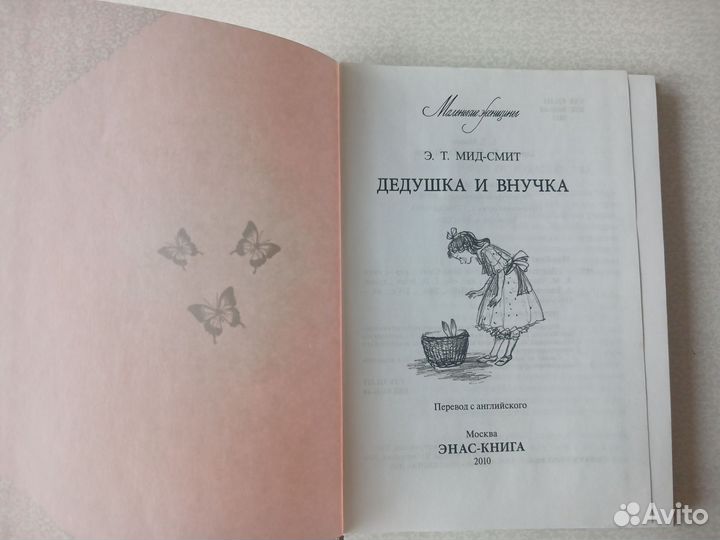 Маленькие женщины
Э. Т. МИД-СМИТ
ДЕДУШКА И ВНУЧКА
Перевод с английского
Москва
ЭНАС-КНИГА
2010
Avito